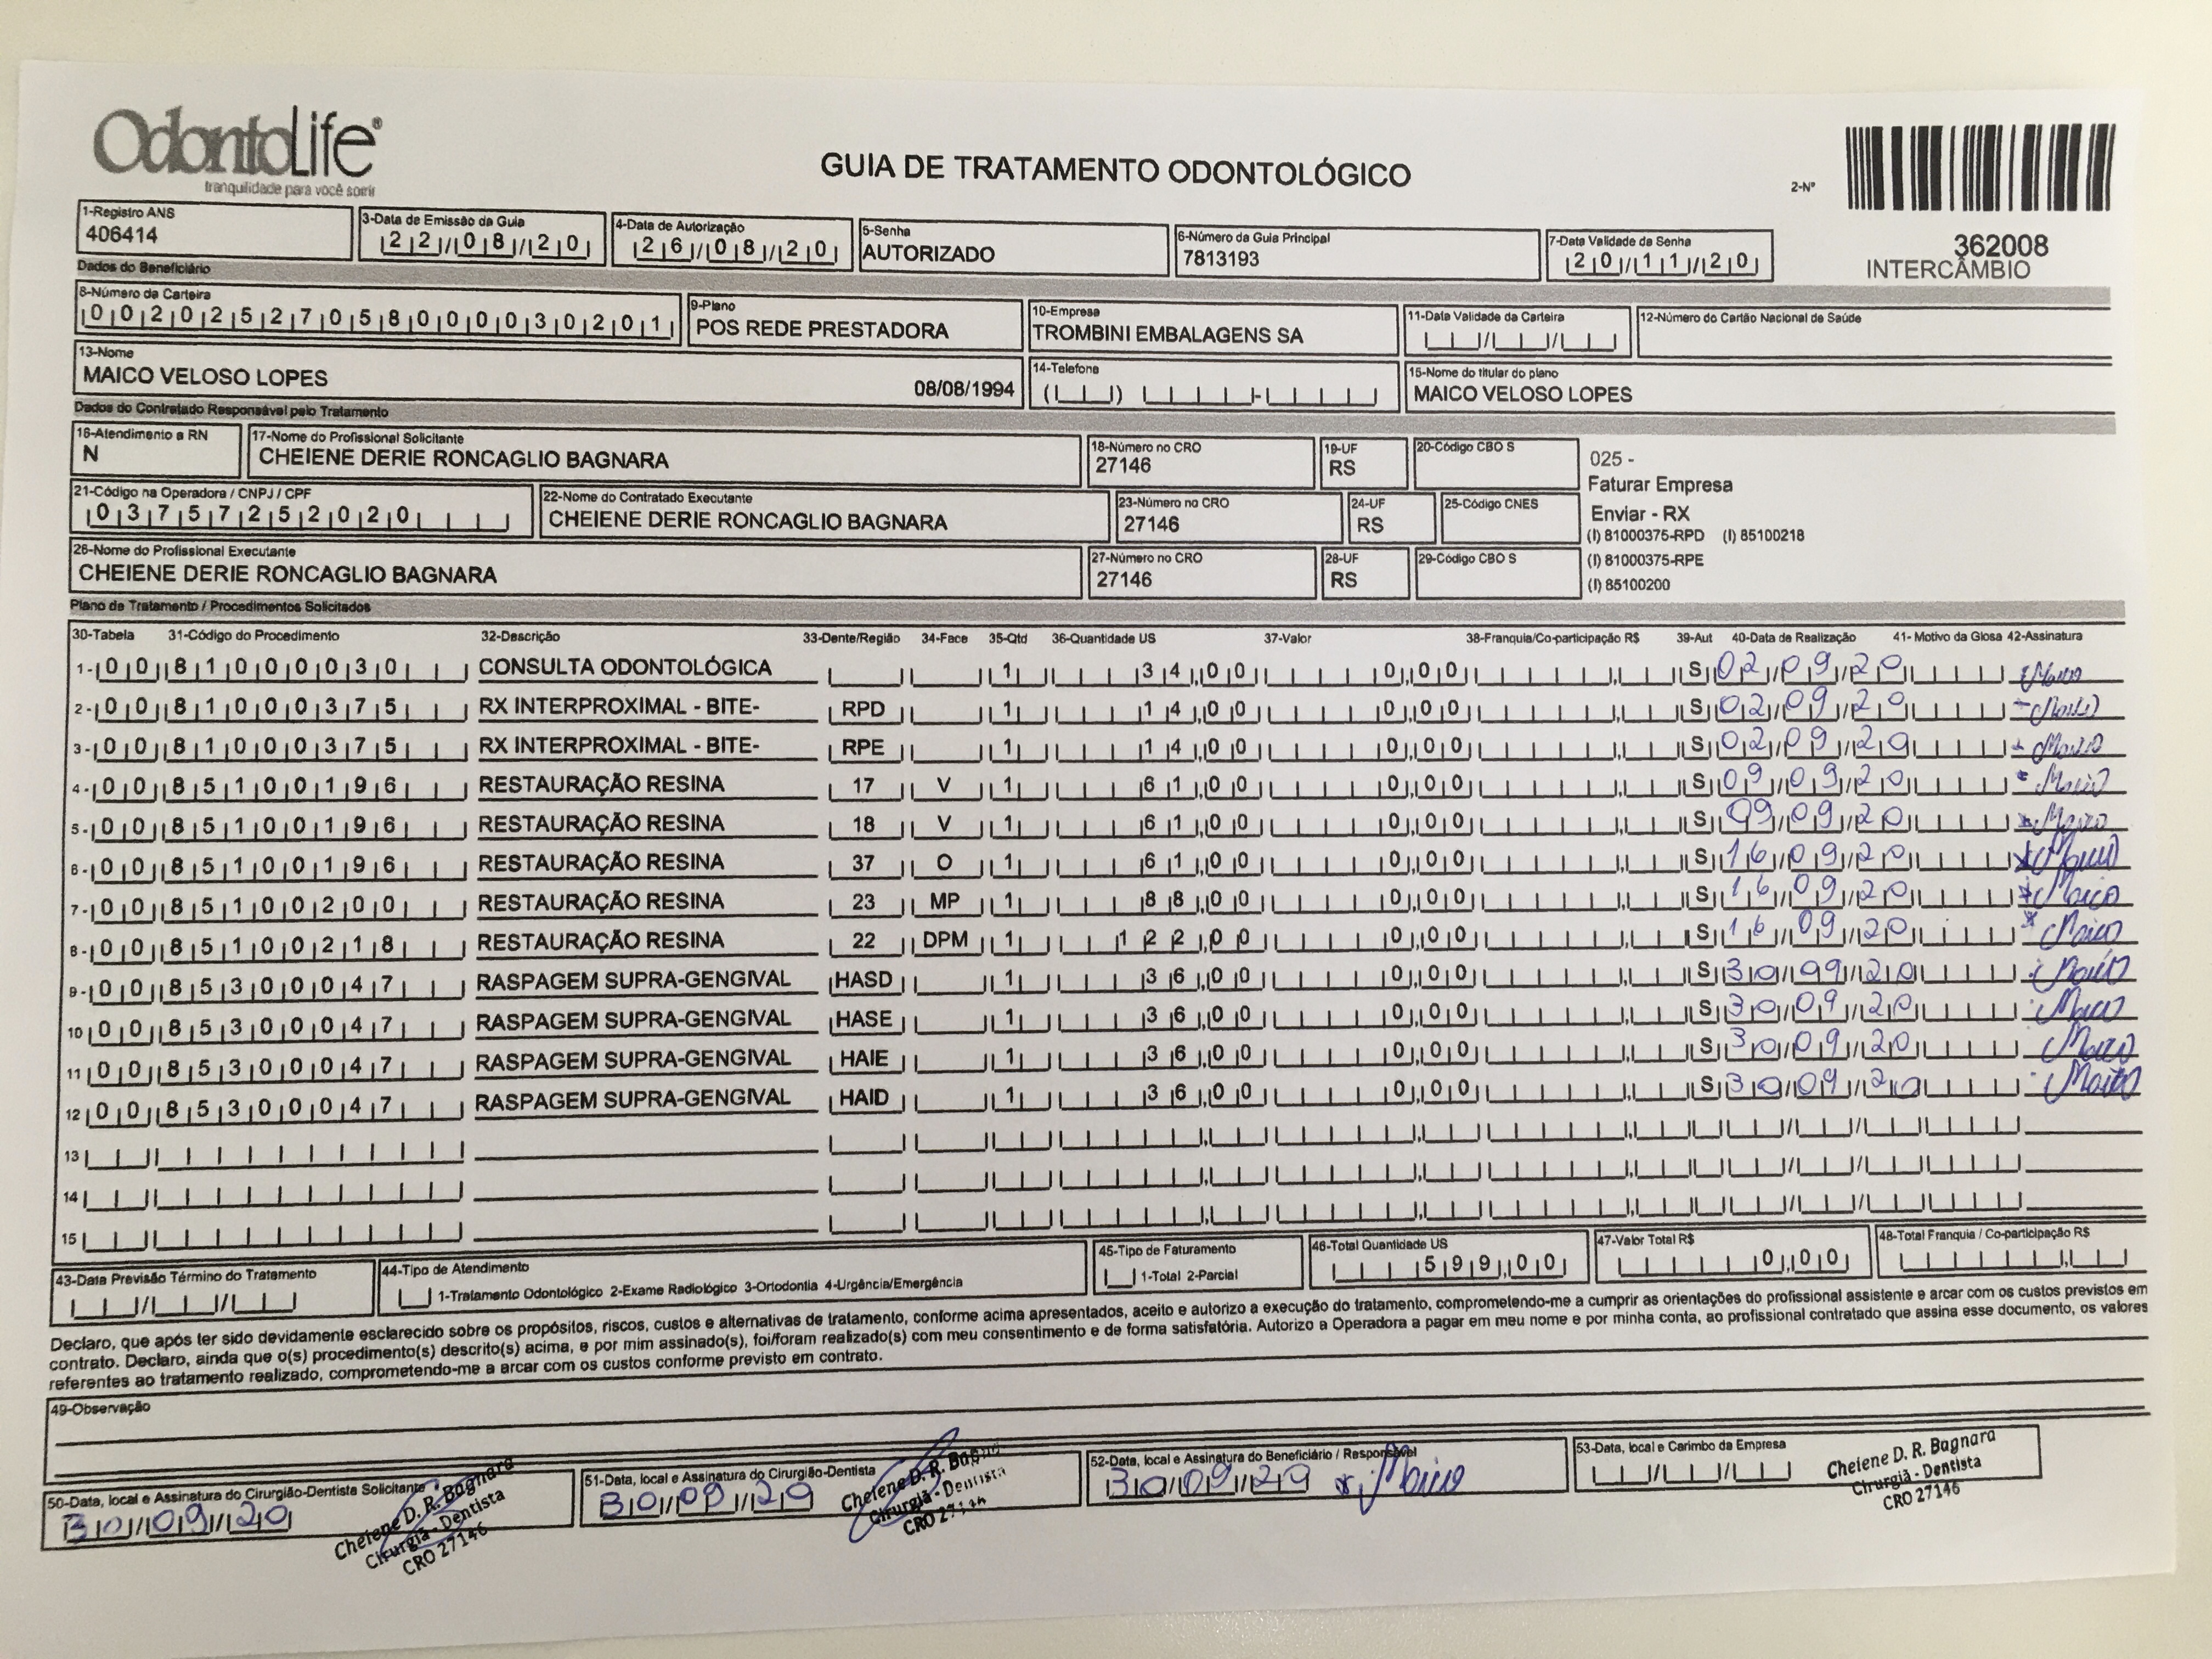 OdontoLife®
tranquilidade para você sorrir
GUIA DE TRATAMENTO ODONTOLÓGICO
2-Nº
362008
INTERCÂMBIO
1-Registro ANS
406414
3-Data de Emissão da Guia
22/08/20
4-Data de Autorização
26/08/20
5-Senha
AUTORIZADO
6-Número da Guia Principal
7813193
7-Data Validade da Senha
20/11/20
Dados do Beneficiário
8-Número da Carteira
00202527058000030201
9-Plano
POS REDE PRESTADORA
10-Empresa
TROMBINI EMBALAGENS SA
11-Data Validade da Carteira
12-Número do Cartão Nacional de Saúde
13-Nome
MAICO VELOSO LOPES 08/08/1994
14-Telefone
15-Nome do titular do plano
MAICO VELOSO LOPES
Dados do Contratado Responsável pelo Tratamento
16-Atendimento a RN
N
17-Nome do Profissional Solicitante
CHEIENE DERIE RONCAGLIO BAGNARA
18-Número no CRO
27146
19-UF
RS
20-Código CBO S
025 -
Faturar Empresa
Enviar - RX
(I) 81000375-RPD (I) 85100218
(I) 81000375-RPE
(I) 85100200
21-Código na Operadora / CNPJ / CPF
03757252020
22-Nome do Contratado Executante
CHEIENE DERIE RONCAGLIO BAGNARA
23-Número no CRO
27146
24-UF
RS
25-Código CNES
26-Nome do Profissional Executante
CHEIENE DERIE RONCAGLIO BAGNARA
27-Número no CRO
27146
28-UF
RS
29-Código CBO S
Plano de Tratamento / Procedimentos Solicitados
30-Tabela 31-Código do Procedimento 32-Descrição 33-Dente/Região 34-Face 35-Qtd 36-Quantidade US 37-Valor 38-Franquia/Co-participação R$ 39-Aut 40-Data de Realização 41- Motivo da Glosa 42-Assinatura
1- 00 81000030 CONSULTA ODONTOLÓGICA 1 34,00 0,00 S 02/09/20 Maico
2- 00 81000375 RX INTERPROXIMAL - BITE- RPD 1 14,00 0,00 S 02/09/20 Maico
3- 00 81000375 RX INTERPROXIMAL - BITE- RPE 1 14,00 0,00 S 02/09/20 Maico
4- 00 85100196 RESTAURAÇÃO RESINA 17 V 1 61,00 0,00 S 09/09/20 Maico
5- 00 85100196 RESTAURAÇÃO RESINA 18 V 1 61,00 0,00 S 09/09/20 Maico
6- 00 85100196 RESTAURAÇÃO RESINA 37 O 1 61,00 0,00 S 16/09/20 Maico
7- 00 85100200 RESTAURAÇÃO RESINA 23 MP 1 88,00 0,00 S 16/09/20 Maico
8- 00 85100218 RESTAURAÇÃO RESINA 22 DPM 1 122,00 0,00 S 16/09/20 Maico
9- 00 85300047 RASPAGEM SUPRA-GENGIVAL HASD 1 36,00 0,00 S 30/09/20 Maico
10 00 85300047 RASPAGEM SUPRA-GENGIVAL HASE 1 36,00 0,00 S 30/09/20 Maico
11 00 85300047 RASPAGEM SUPRA-GENGIVAL HAIE 1 36,00 0,00 S 30/09/20 Maico
12 00 85300047 RASPAGEM SUPRA-GENGIVAL HAID 1 36,00 0,00 S 30/09/20 Maico
13
14
15
43-Data Previsão Término do Tratamento
44-Tipo de Atendimento
1-Tratamento Odontológico 2-Exame Radiológico 3-Ortodontia 4-Urgência/Emergência
45-Tipo de Faturamento
1-Total 2-Parcial
46-Total Quantidade US
599,00
47-Valor Total R$
0,00
48-Total Franquia / Co-participação R$
Declaro, que após ter sido devidamente esclarecido sobre os propósitos, riscos, custos e alternativas de tratamento, conforme acima apresentados, aceito e autorizo a execução do tratamento, comprometendo-me a cumprir as orientações do profissional assistente e arcar com os custos previstos em
contrato. Declaro, ainda que o(s) procedimento(s) descrito(s) acima, e por mim assinado(s), foi/foram realizado(s) com meu consentimento e de forma satisfatória. Autorizo a Operadora a pagar em meu nome e por minha conta, ao profissional contratado que assina esse documento, os valores
referentes ao tratamento realizado, comprometendo-me a arcar com os custos conforme previsto em contrato.
49-Observação
50-Data, local e Assinatura do Cirurgião-Dentista Solicitante
30/09/20
Cheiene D. R. Bagnara
Cirurgiã - Dentista
CRO 27146
51-Data, local e Assinatura do Cirurgião-Dentista
30/09/20
Cheiene D. R. Bagnara
Cirurgiã - Dentista
CRO 27146
52-Data, local e Assinatura do Beneficiário / Responsável
30/09/20 x Maico
53-Data, local e Carimbo da Empresa
Cheiene D. R. Bagnara
Cirurgiã - Dentista
CRO 27146